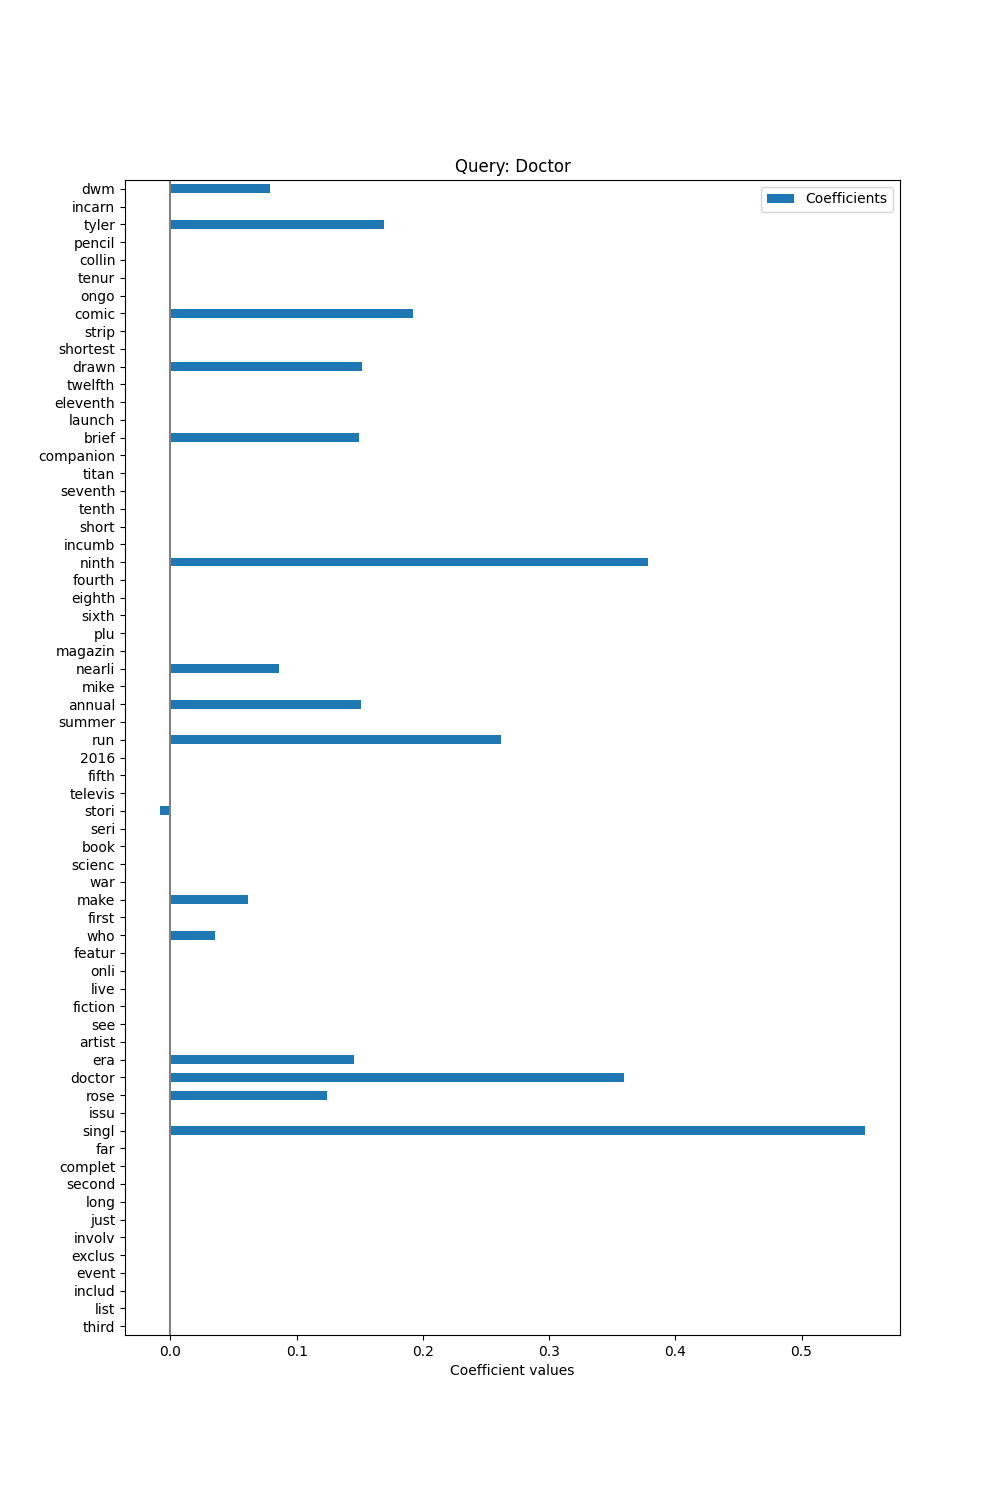 Query: Doctor
Coefficients
dwm
incarn
tyler
pencil
collin
tenur
ongo
comic
strip
shortest
drawn
twelfth
eleventh
launch
brief
companion
titan
seventh
tenth
short
incumb
ninth
fourth
eighth
sixth
plu
magazin
nearli
mike
annual
summer
run
2016
fifth
televis
stori
seri
book
scienc
war
make
first
who
featur
onli
live
fiction
see
artist
era
doctor
rose
issu
singl
far
complet
second
long
just
involv
exclus
event
includ
list
third
0.0 0.1 0.2 0.3 0.4 0.5
Coefficient values